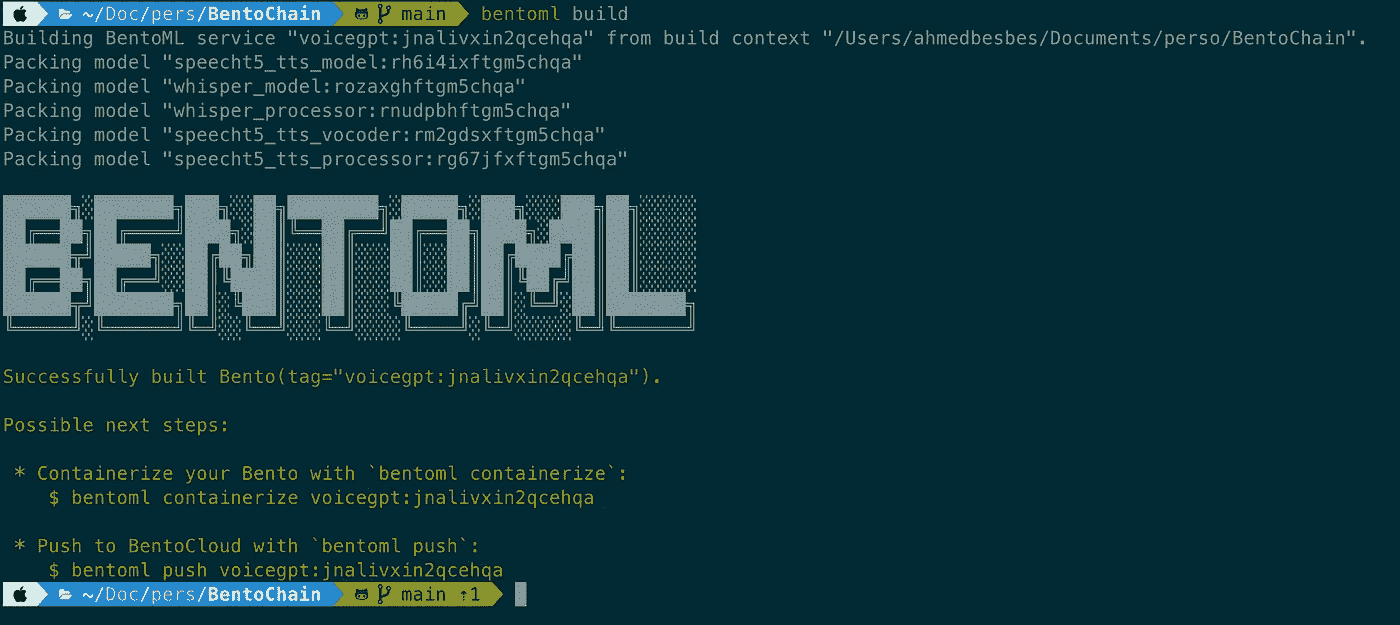 ~/Doc/pers/BentoChain main bentoml build
Building BentoML service "voicegpt:jnalivxin2qcehqa" from build context "/Users/ahmedbesbes/Documents/perso/BentoChain".
Packing model "speecht5_tts_model:rh6i4ixftgm5chqa"
Packing model "whisper_model:rozaxghftgm5chqa"
Packing model "whisper_processor:rnudpbhftgm5chqa"
Packing model "speecht5_tts_vocoder:rm2gdsxftgm5chqa"
Packing model "speecht5_tts_processor:rg67jfxftgm5chqa"
BENTOML
Successfully built Bento(tag="voicegpt:jnalivxin2qcehqa").
Possible next steps:
* Containerize your Bento with `bentoml containerize`:
$ bentoml containerize voicegpt:jnalivxin2qcehqa
* Push to BentoCloud with `bentoml push`:
$ bentoml push voicegpt:jnalivxin2qcehqa
~/Doc/pers/BentoChain main ⇡1